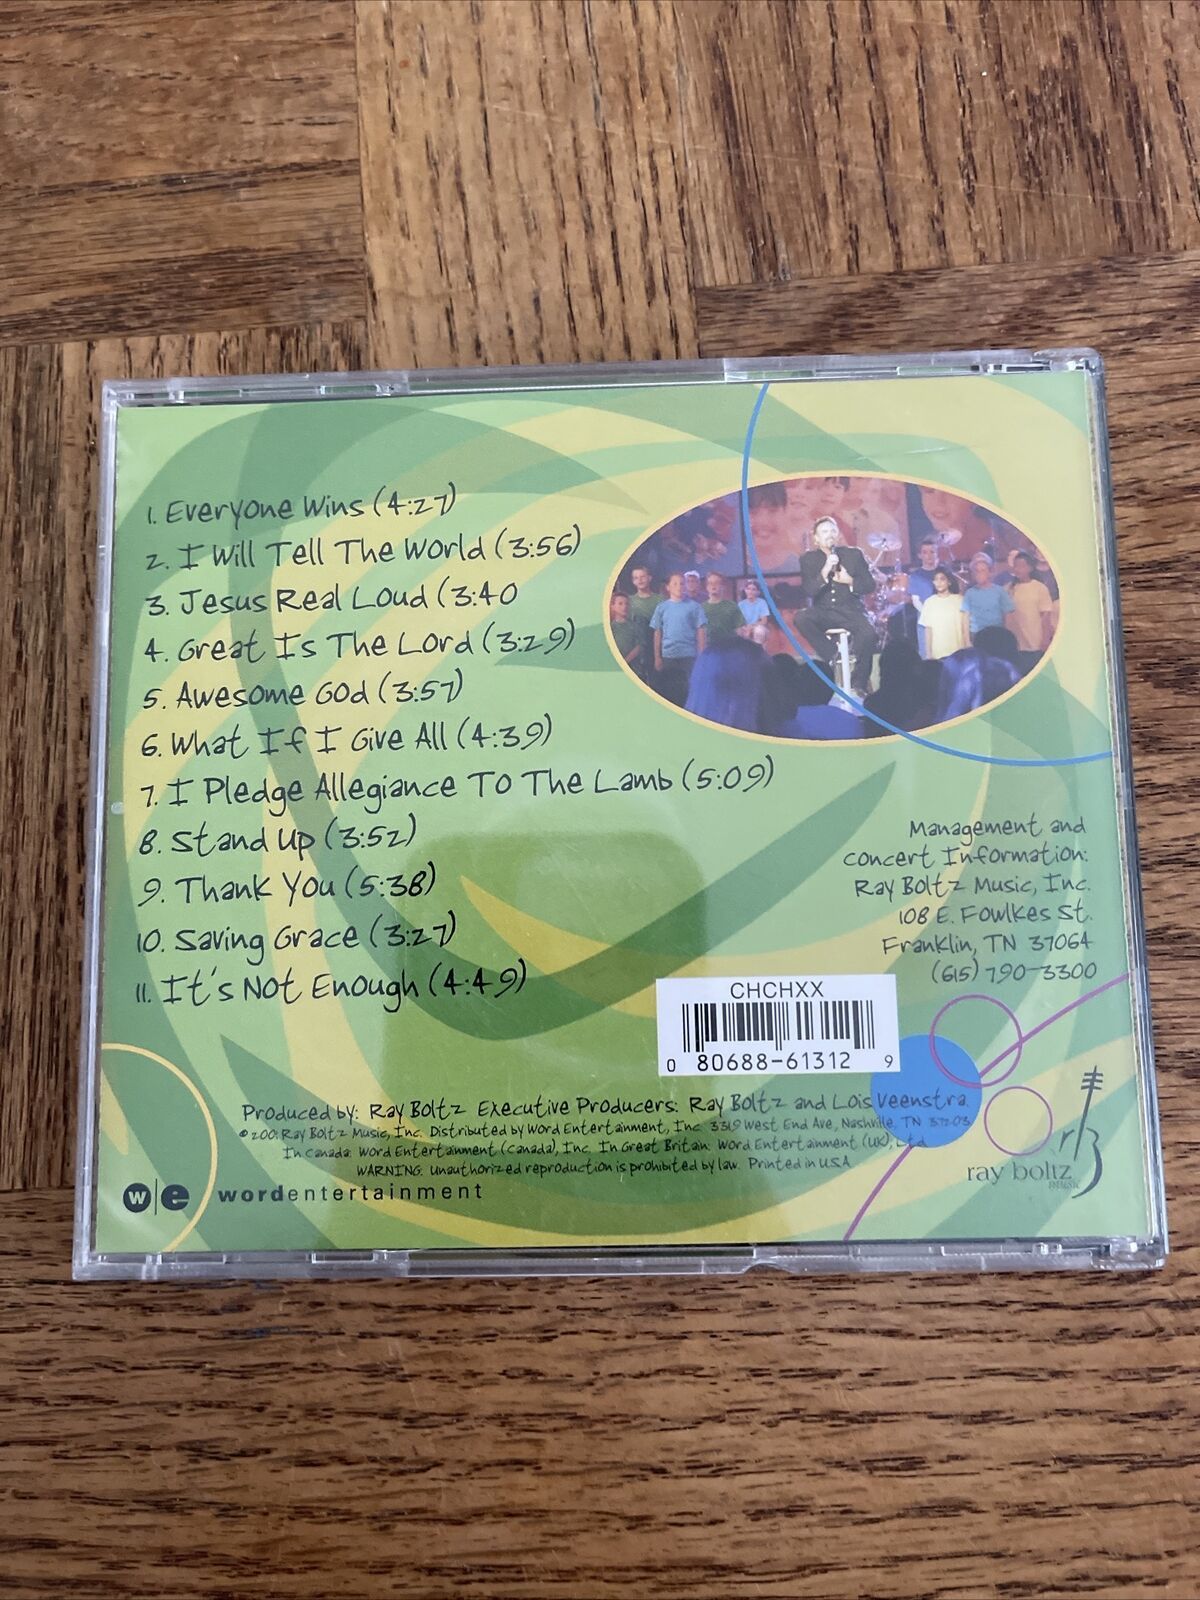 1. Everyone Wins (4:27)
2. I Will Tell The World (3:56)
3. Jesus Real Loud (3:40
4. Great Is The Lord (3:29)
5. Awesome God (3:57)
6. What If I Give All (4:39)
7. I Pledge Allegiance To The Lamb (5:09)
8. Stand Up (3:52)
9. Thank You (5:38)
10. Saving Grace (3:27)
11. It's Not Enough (4:49)
Management and
Concert Information:
Ray Boltz Music, Inc.
108 E. Fowlkes St.
Franklin, TN 37064
(615) 790-3300
CHCHXX
0 80688-61312 9
Produced by: Ray Boltz Executive Producers: Ray Boltz and Lois Veenstra.
© 2001 Ray Boltz Music, Inc. Distributed by Word Entertainment, Inc. 3319 West End Ave, Nashville, TN 37203
In Canada: Word Entertainment (Canada), Inc. In Great Britain: Word Entertainment (UK), Ltd.
WARNING: Unauthorized reproduction is prohibited by law. Printed in U.S.A.
w|e wordentertainment
rb
ray boltz
music